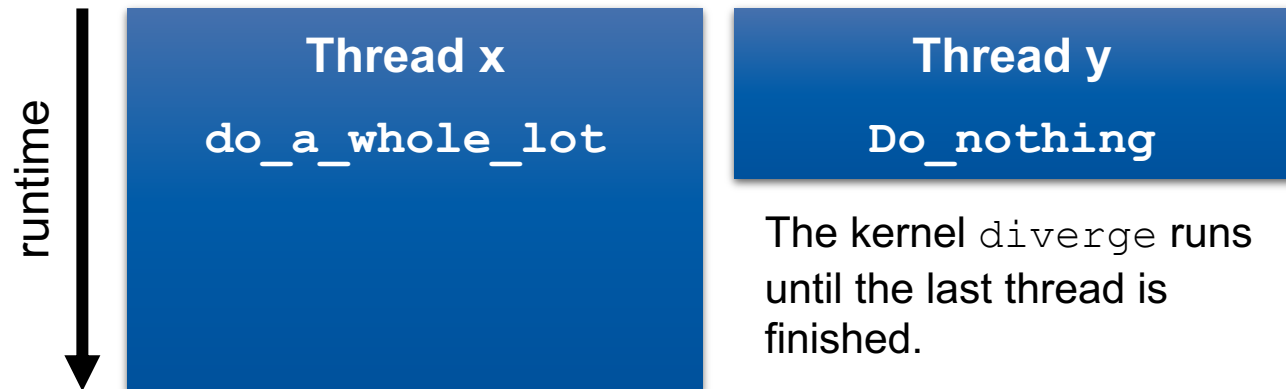 runtime
Thread x
do_a_whole_lot
Thread y
Do_nothing
The kernel diverge runs
until the last thread is
finished.